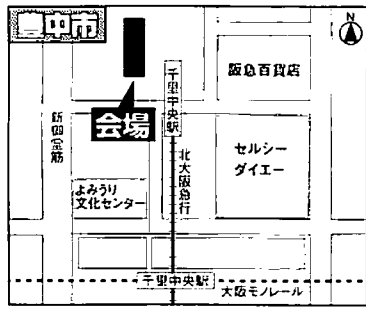 豊中市
N
阪急百貨店
千里中央駅
会場
新御堂筋
北大阪急行
セルシー
ダイエー
よみうり
文化センター
千里中央駅
大阪モノレール